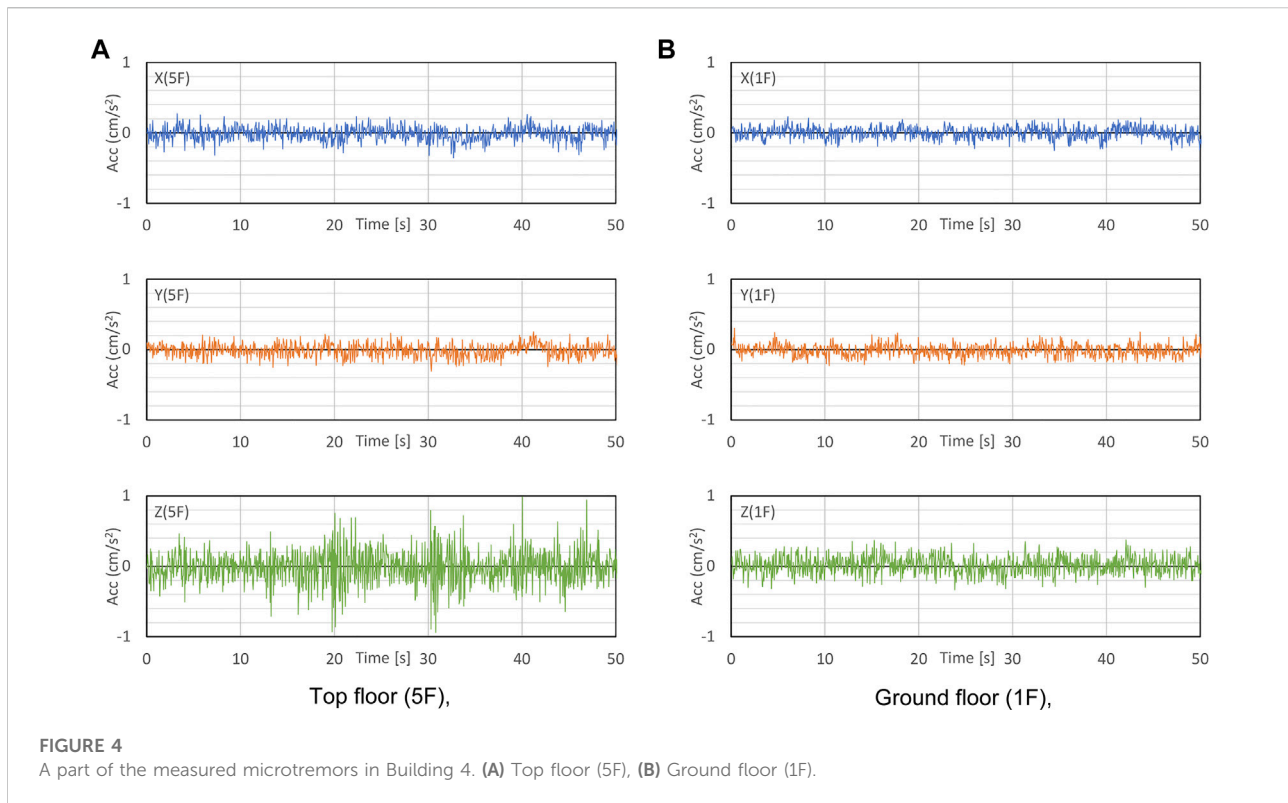 A
B
X(5F)
Acc (cm/s²)
1
0
-1
0 10 20 Time [s] 30 40 50
X(1F)
Acc (cm/s²)
1
0
-1
0 10 20 Time [s] 30 40 50
Y(5F)
Acc (cm/s²)
1
0
-1
0 10 20 Time [s] 30 40 50
Y(1F)
Acc (cm/s²)
1
0
-1
0 10 20 Time [s] 30 40 50
Z(5F)
Acc (cm/s²)
1
0
-1
0 10 20 Time [s] 30 40 50
Z(1F)
Acc (cm/s²)
1
0
-1
0 10 20 Time [s] 30 40 50
Top floor (5F),
Ground floor (1F),
FIGURE 4
A part of the measured microtremors in Building 4. (A) Top floor (5F), (B) Ground floor (1F).